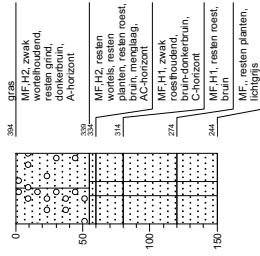 394
gras
MF,H2, zwak
wortelhoudend,
resten grind,
donkerbruin,
A-horizont
339
334
MF,H2, resten
wortels, resten
planten, resten roest,
bruin, menglaag,
AC-horizont
314
MF,H1, zwak
roesthoudend,
bruin-donkerbruin,
C-horizont
274
MF,H1, resten roest,
bruin
244
MF,, resten planten,
lichtgrijs
0
50
100
150